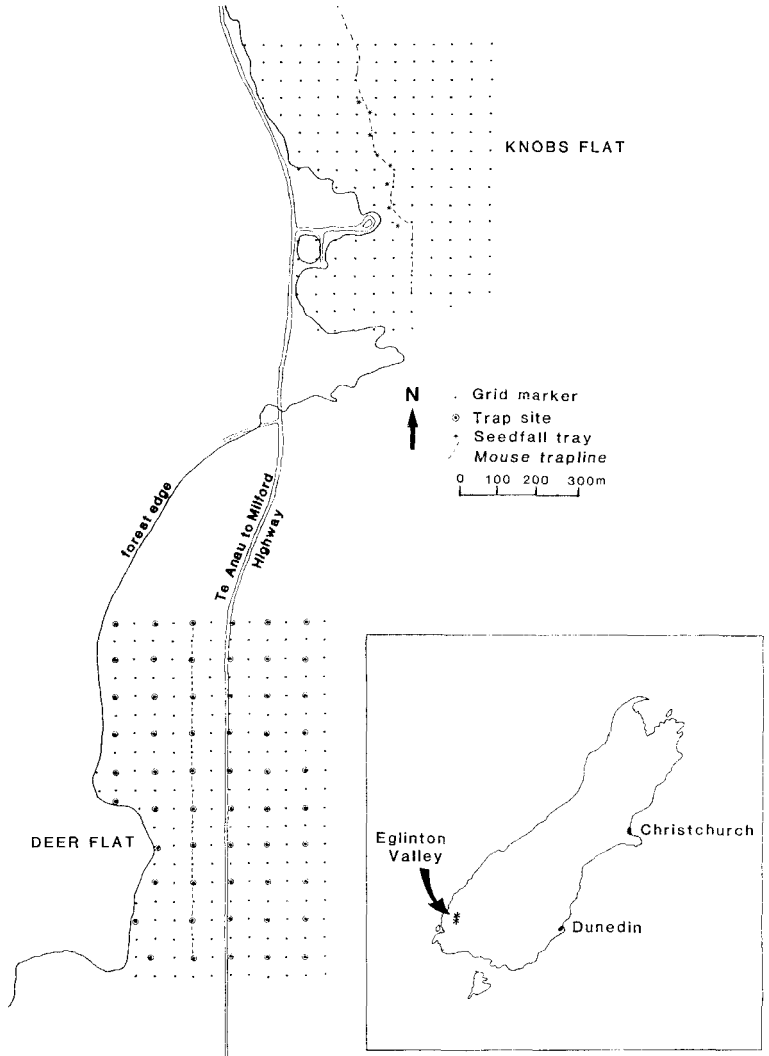 KNOBS FLAT
N
Grid marker
Trap site
Seedfall tray
Mouse trapline
0 100 200 300m
forest edge
Te Anau to Milford
Highway
DEER FLAT
Eglinton
Valley
Christchurch
Dunedin